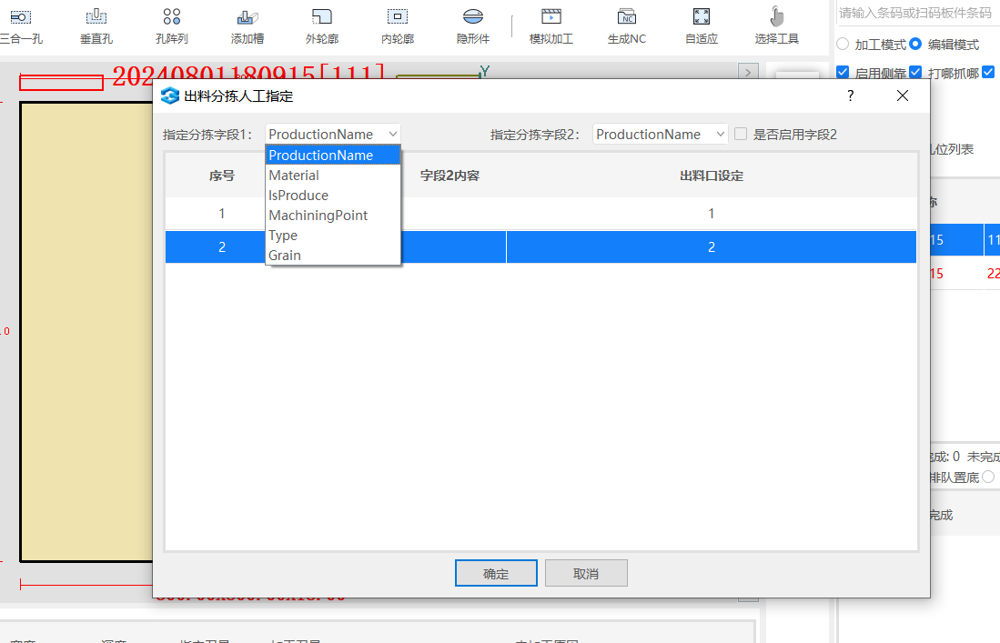 三合一孔 垂直孔 孔阵列 添加槽 外轮廓 内轮廓 隐形件 模拟加工 生成NC 自适应 选择工具
请输入条码或扫码板件条码
加工模式 编辑模式
启用侧靠 打哪抓哪
20240801180915[111]
Y
出料分拣人工指定
指定分拣字段1: ProductionName 指定分拣字段2: ProductionName 是否启用字段2
序号 字段2内容 出料口设定
1 1
2 2
ProductionName
Material
IsProduce
MachiningPoint
Type
Grain
确定 取消
孔位列表
称
15 11
15 22
完成: 0 未完成
排队置底
完成
800.00x800.00x18.00